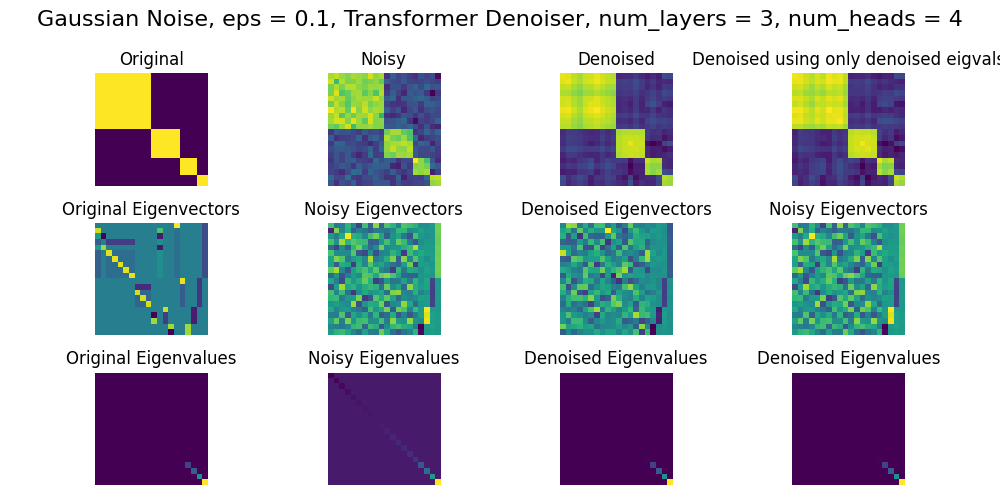 Gaussian Noise, eps = 0.1, Transformer Denoiser, num_layers = 3, num_heads = 4
Original
Noisy
Denoised
Denoised using only denoised eigvals
Original Eigenvectors
Noisy Eigenvectors
Denoised Eigenvectors
Noisy Eigenvectors
Original Eigenvalues
Noisy Eigenvalues
Denoised Eigenvalues
Denoised Eigenvalues